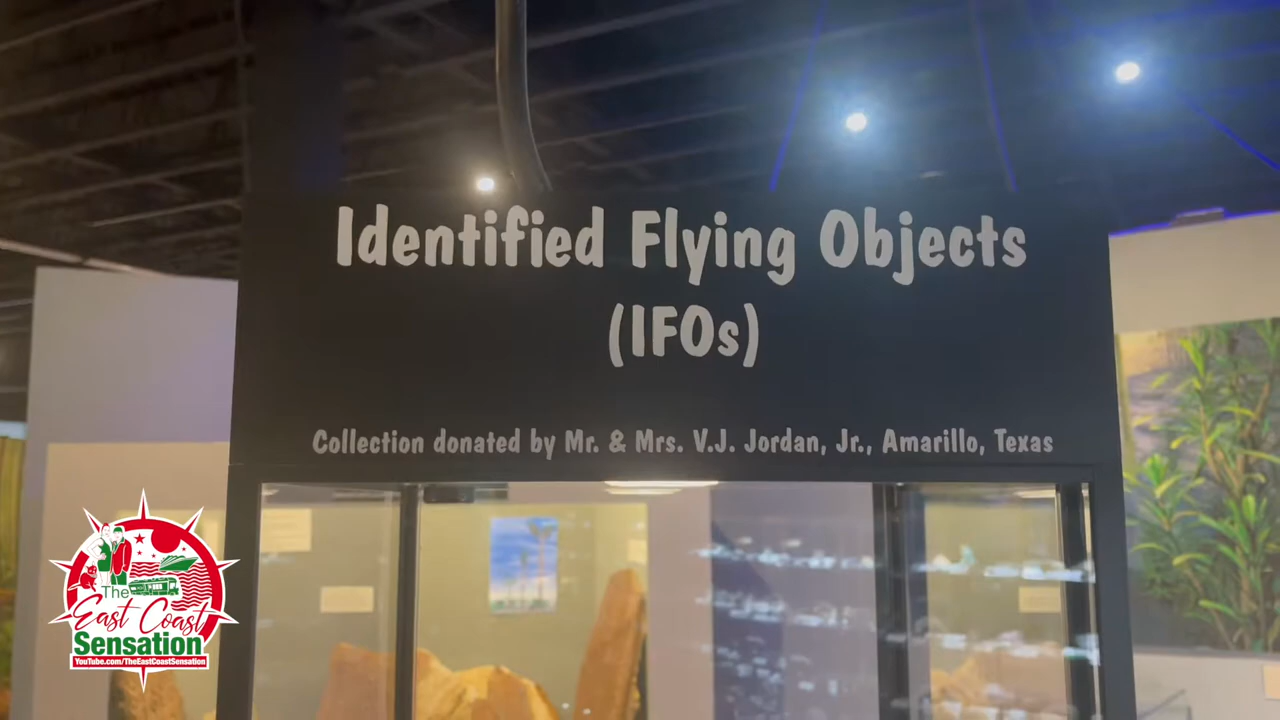 Identified Flying Objects
(IFOs)
Collection donated by Mr. & Mrs. V.J. Jordan, Jr., Amarillo, Texas
The
East Coast
Sensation
YouTube.com/TheEastCoastSensation